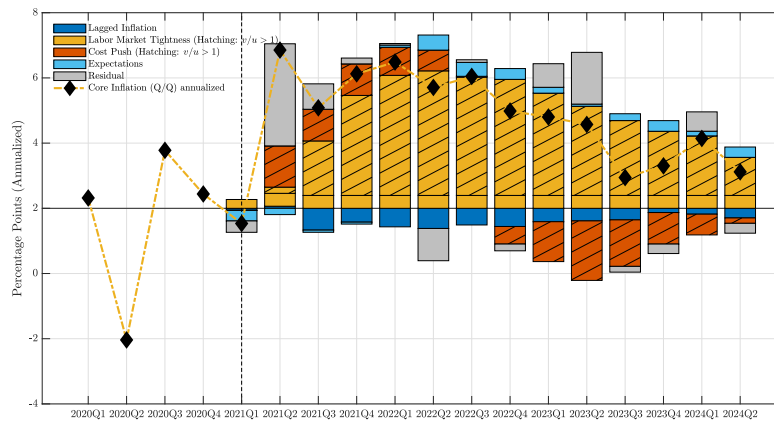 8
6
4
2
0
-2
-4
Percentage Points (Annualized)
Lagged Inflation
Labor Market Tightness (Hatching: v/u > 1)
Cost Push (Hatching: v/u > 1)
Expectations
Residual
Core Inflation (Q/Q) annualized
2020Q1 2020Q2 2020Q3 2020Q4 2021Q1 2021Q2 2021Q3 2021Q4 2022Q1 2022Q2 2022Q3 2022Q4 2023Q1 2023Q2 2023Q3 2023Q4 2024Q1 2024Q2